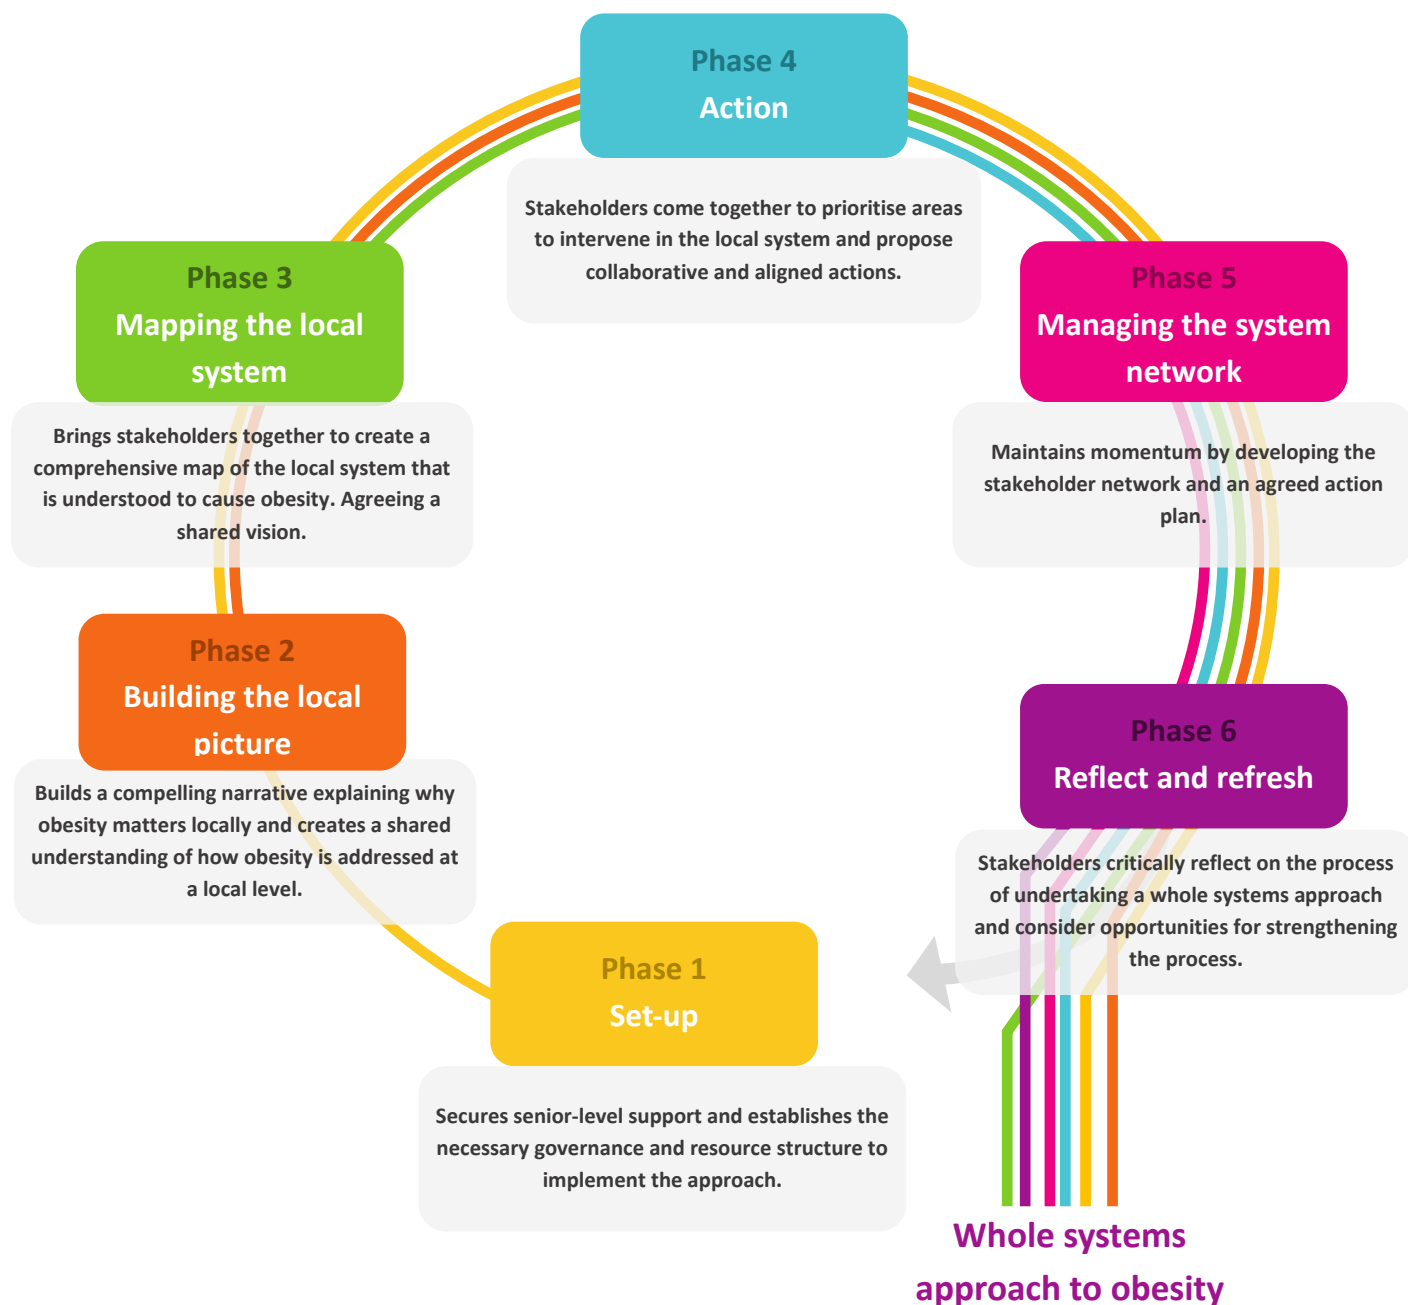 Phase 4
Action
Stakeholders come together to prioritise areas
to intervene in the local system and propose
collaborative and aligned actions.
Phase 3
Mapping the local
system
Brings stakeholders together to create a
comprehensive map of the local system that
is understood to cause obesity. Agreeing a
shared vision.
Phase 5
Managing the system
network
Maintains momentum by developing the
stakeholder network and an agreed action
plan.
Phase 2
Building the local
picture
Builds a compelling narrative explaining why
obesity matters locally and creates a shared
understanding of how obesity is addressed at
a local level.
Phase 6
Reflect and refresh
Stakeholders critically reflect on the process
of undertaking a whole systems approach
and consider opportunities for strengthening
the process.
Phase 1
Set-up
Secures senior-level support and establishes the
necessary governance and resource structure to
implement the approach.
Whole systems
approach to obesity